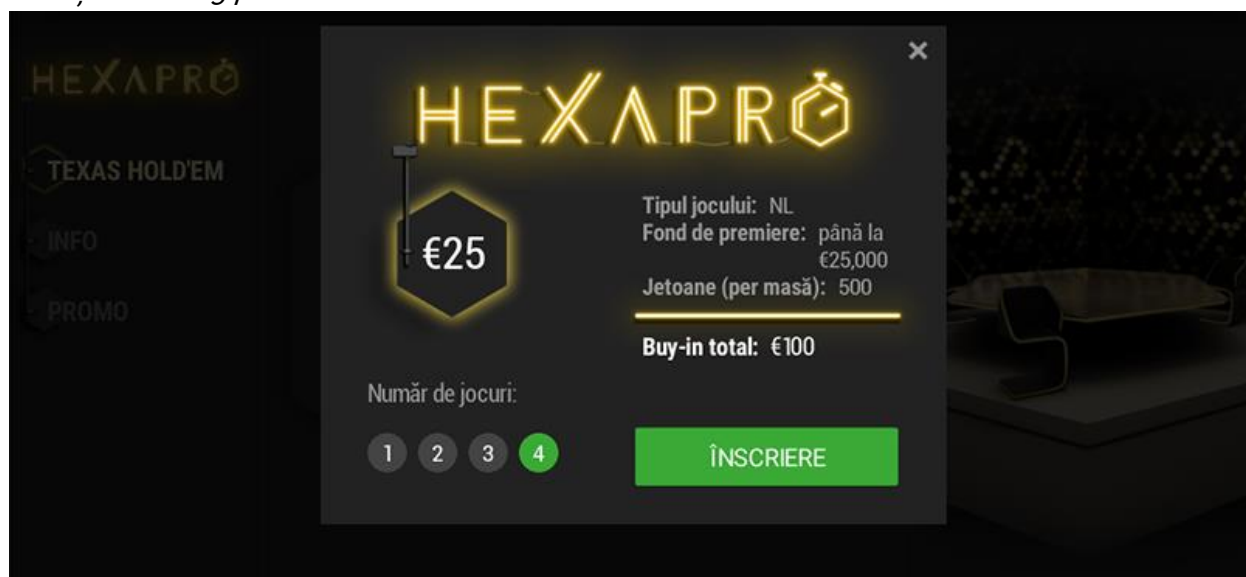 HEXAPRO
TEXAS HOLD'EM
INFO
PROMO
×
HEXAPRO
€25
Tipul jocului: NL
Fond de premiere: până la
€25,000
Jetoane (per masă): 500
Buy-in total: €100
Număr de jocuri:
1 2 3 4
ÎNSCRIERE